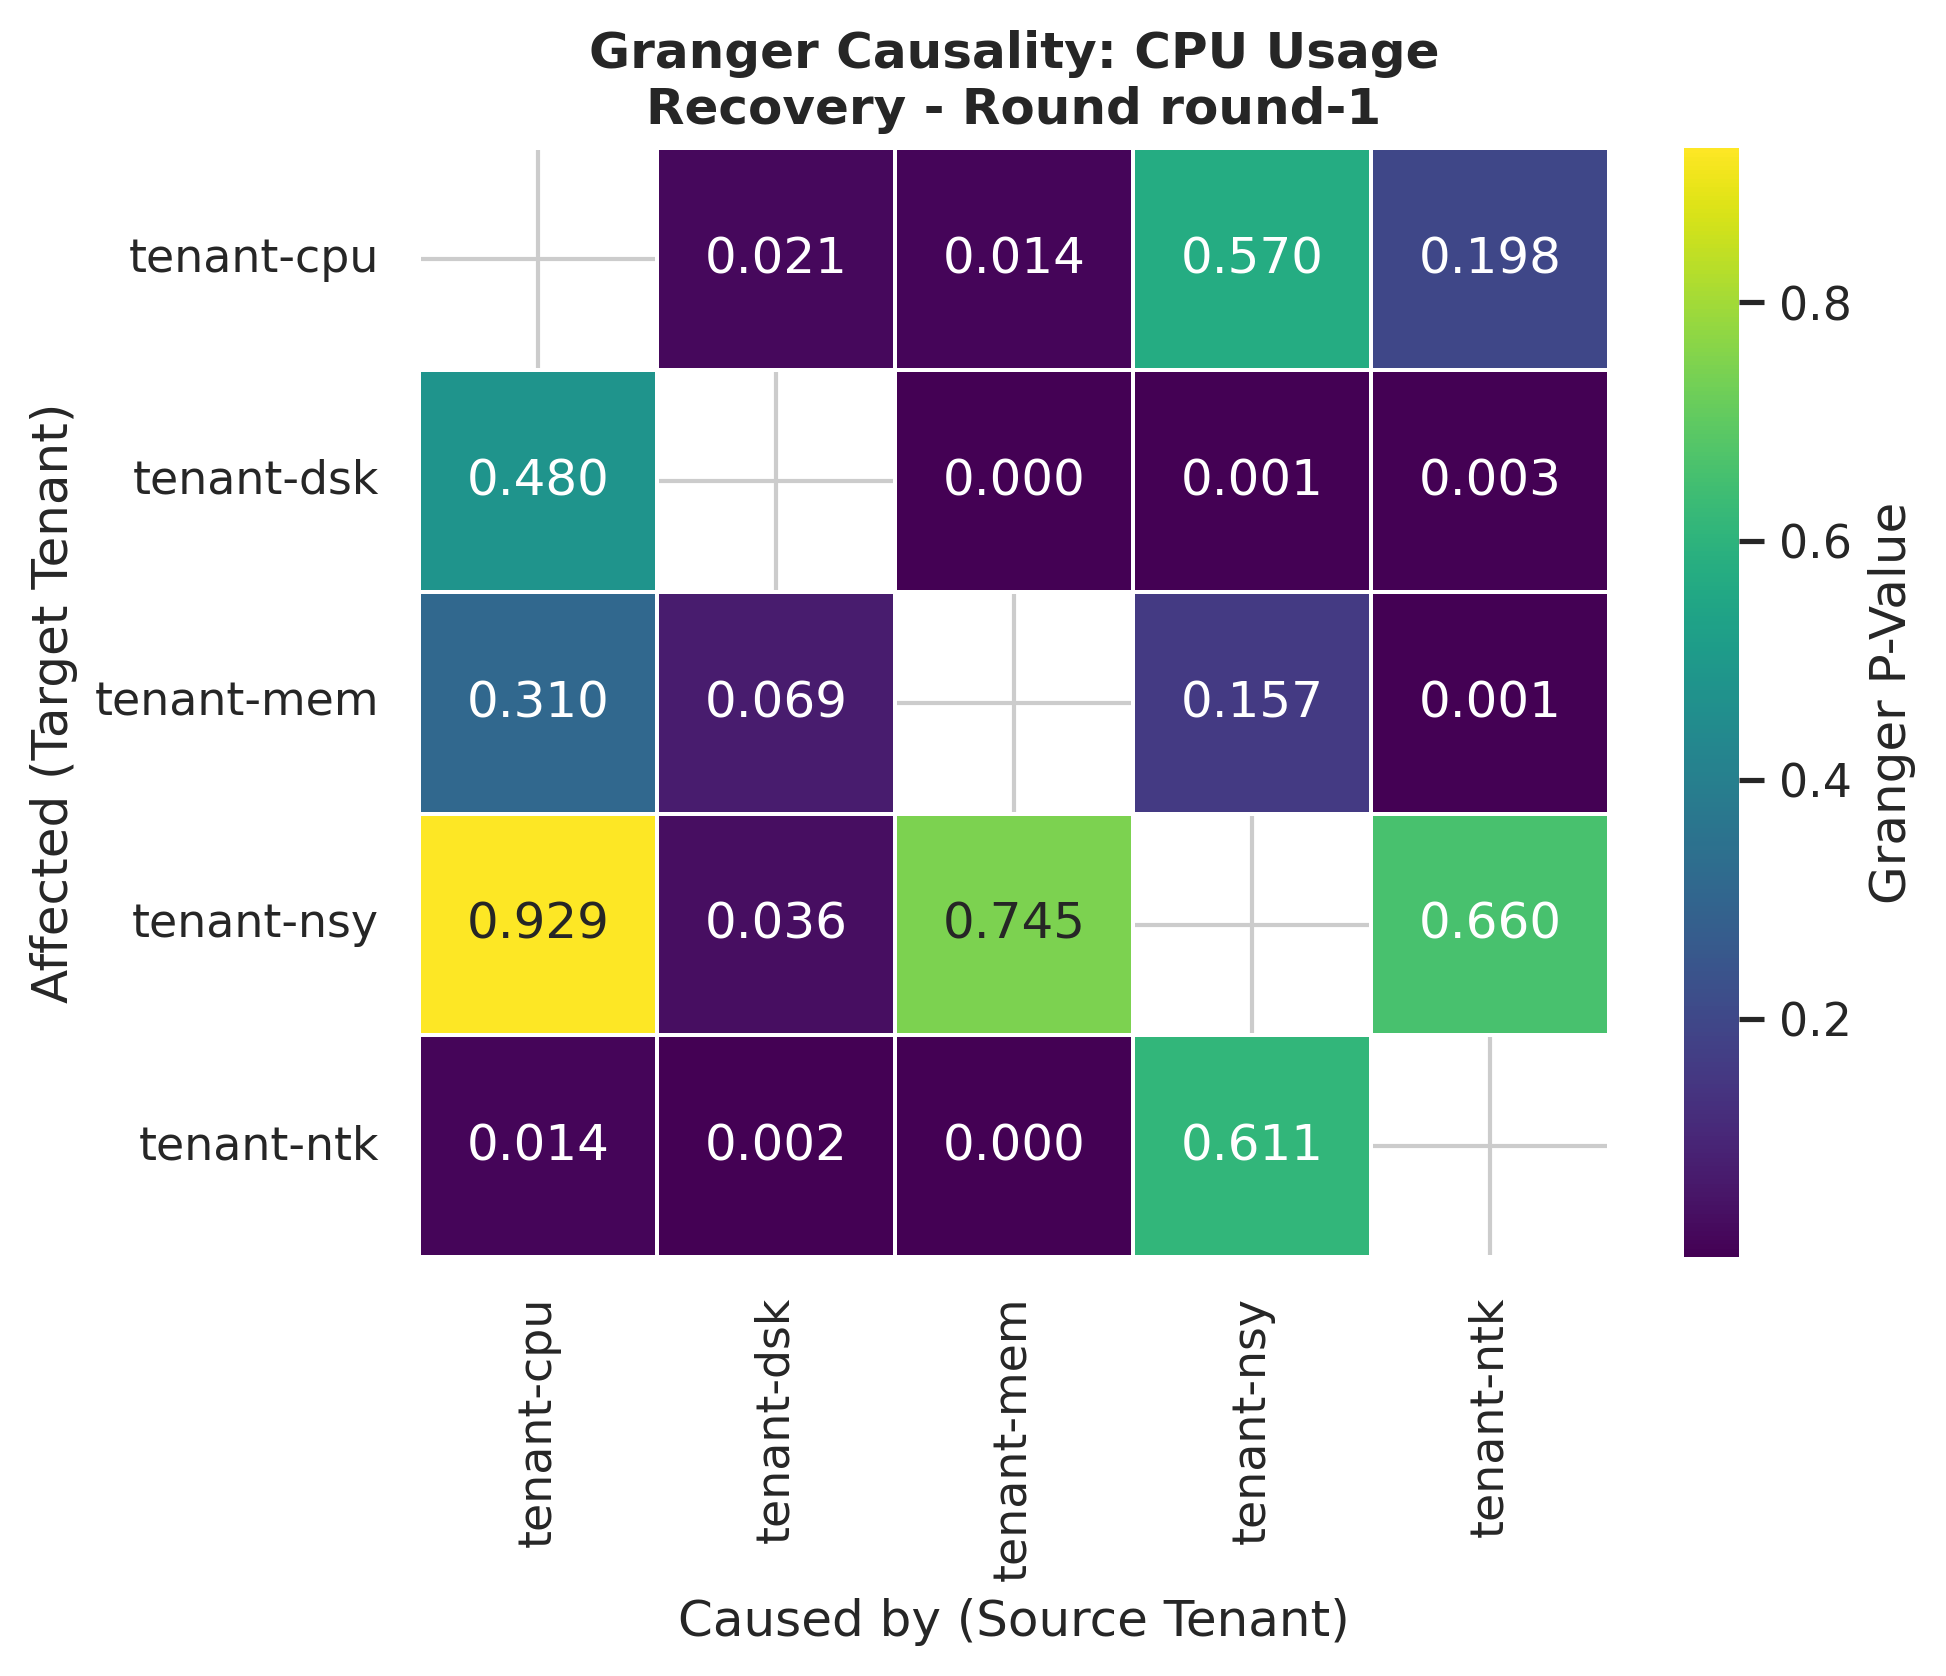 Granger Causality: CPU Usage
Recovery - Round round-1
tenant-cpu
0.021
0.014
0.570
0.198
tenant-dsk
0.480
0.000
0.001
0.003
tenant-mem
0.310
0.069
0.157
0.001
tenant-nsy
0.929
0.036
0.745
0.660
tenant-ntk
0.014
0.002
0.000
0.611
Affected (Target Tenant)
tenant-cpu
tenant-dsk
tenant-mem
tenant-nsy
tenant-ntk
Caused by (Source Tenant)
0.8
0.6
0.4
0.2
Granger P-Value